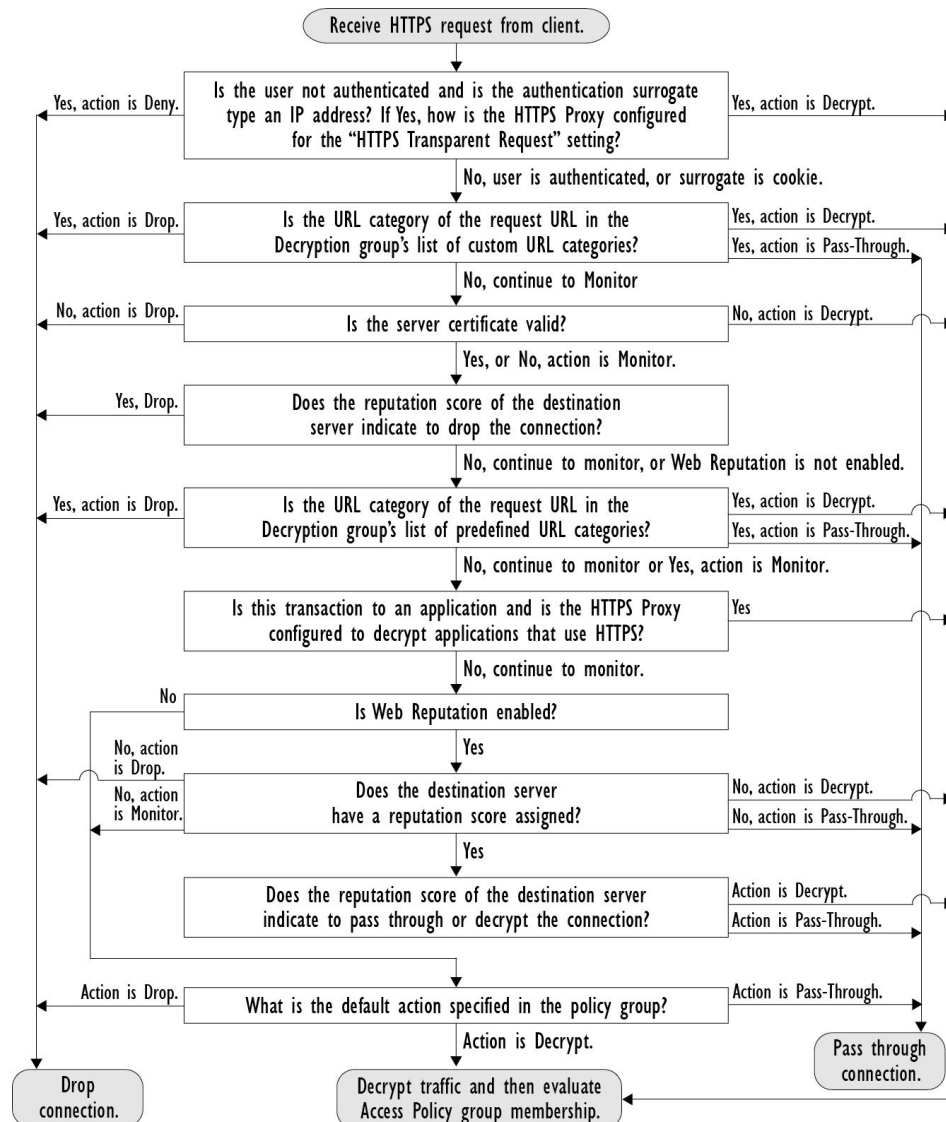 Receive HTTPS request from client.
Is the user not authenticated and is the authentication surrogate
type an IP address? If Yes, how is the HTTPS Proxy configured
for the “HTTPS Transparent Request” setting?
Yes, action is Deny.
Yes, action is Decrypt.
No, user is authenticated, or surrogate is cookie.
Yes, action is Drop.
Is the URL category of the request URL in the
Decryption group’s list of custom URL categories?
Yes, action is Decrypt.
Yes, action is Pass-Through.
No, continue to Monitor
No, action is Drop.
Is the server certificate valid?
No, action is Decrypt.
Yes, or No, action is Monitor.
Yes, Drop.
Does the reputation score of the destination
server indicate to drop the connection?
No, continue to monitor, or Web Reputation is not enabled.
Yes, action is Drop.
Is the URL category of the request URL in the
Decryption group’s list of predefined URL categories?
Yes, action is Decrypt.
Yes, action is Pass-Through.
No, continue to monitor or Yes, action is Monitor.
Is this transaction to an application and is the HTTPS Proxy
configured to decrypt applications that use HTTPS?
Yes
No, continue to monitor.
No
Is Web Reputation enabled?
Yes
No, action
is Drop.
No, action
is Monitor.
Does the destination server
have a reputation score assigned?
No, action is Decrypt.
No, action is Pass-Through.
Yes
Does the reputation score of the destination server
indicate to pass through or decrypt the connection?
Action is Decrypt.
Action is Pass-Through.
Action is Drop.
What is the default action specified in the policy group?
Action is Pass-Through.
Action is Decrypt.
Drop
connection.
Decrypt traffic and then evaluate
Access Policy group membership.
Pass through
connection.